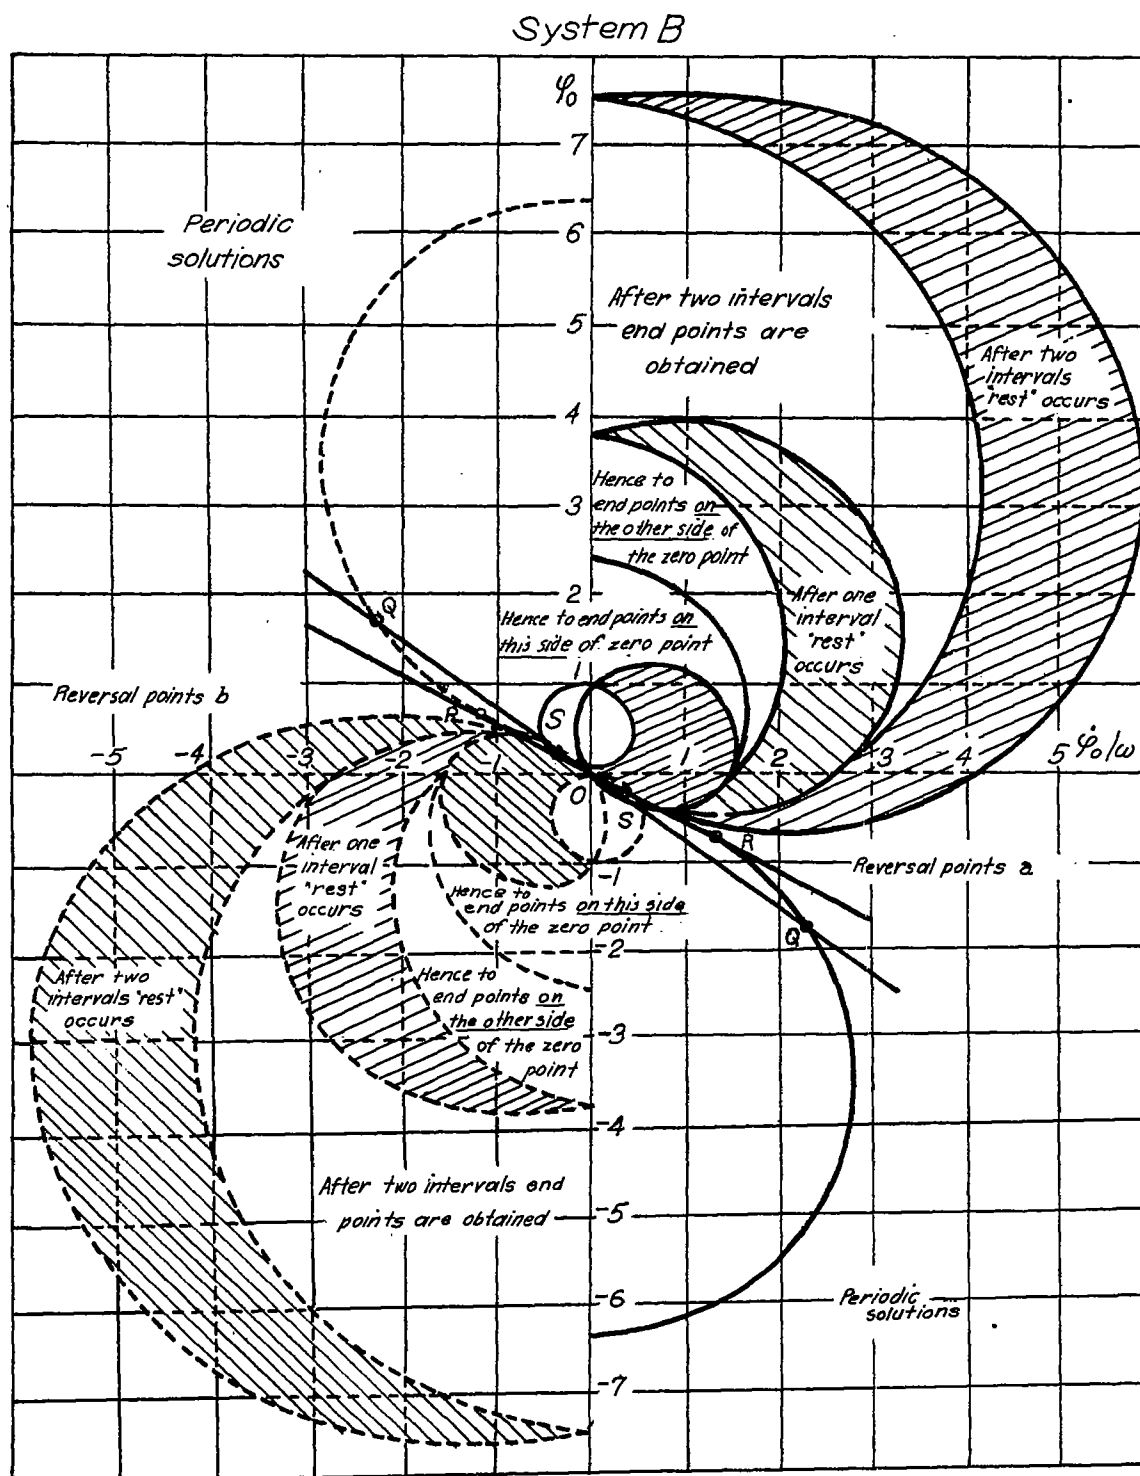 System B
φ₀
7
Periodic
solutions
6
After two intervals
end points are
obtained
5
After two
intervals
"rest" occurs
4
Hence to
end points on
the other side of
the zero point
3
2
After one
interval
"rest"
occurs
Hence to end points on
this side of zero point
Q
1
Reversal points b
R
S
-5
-4
-3
-2
-1
0
1
2
3
4
5
φ̇₀/ω
S
R
Reversal points a
-1
After one
interval
"rest"
occurs
Hence to
end points on this side
of the zero point
Q
-2
After two
intervals "rest"
occurs
Hence to
end points on
the other side
of the zero
point
-3
-4
After two intervals end
points are obtained
-5
-6
Periodic
solutions
-7